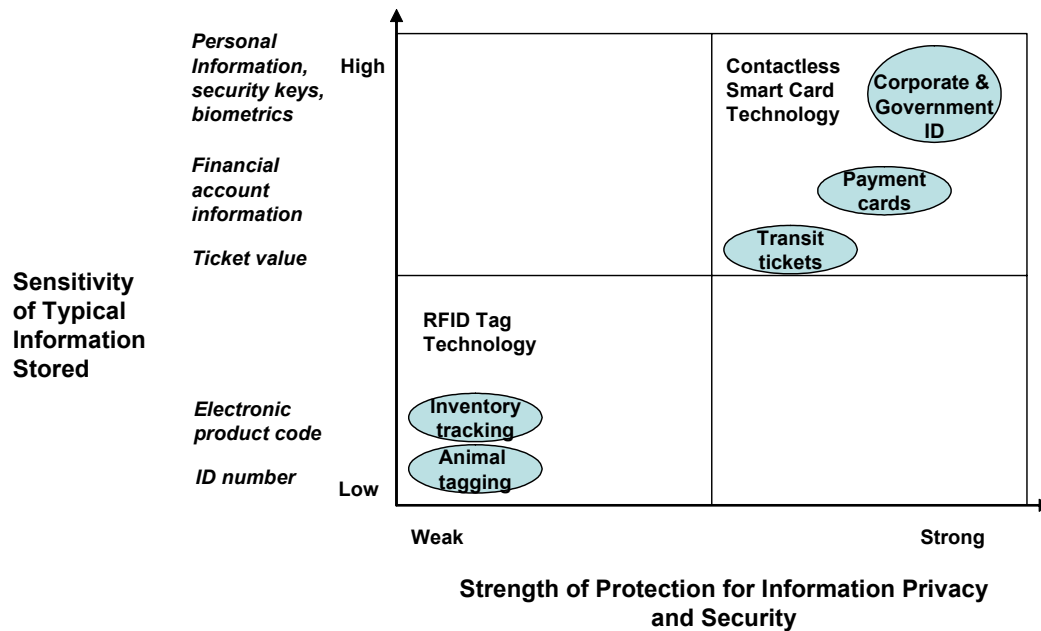 Personal
Information,
security keys,
biometrics
High
Contactless
Smart Card
Technology
Corporate &
Government
ID
Financial
account
information
Payment
cards
Ticket value
Transit
tickets
Sensitivity
of Typical
Information
Stored
RFID Tag
Technology
Electronic
product code
Inventory
tracking
ID number
Low
Animal
tagging
Weak
Strong
Strength of Protection for Information Privacy
and Security